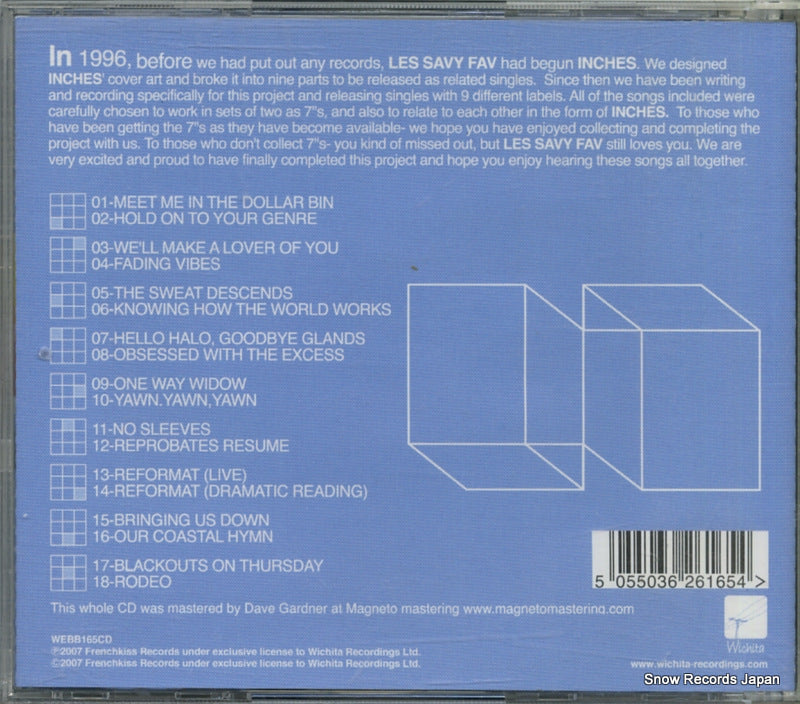 In 1996, before we had put out any records, LES SAVY FAV had begun INCHES. We designed
INCHES' cover art and broke it into nine parts to be released as related singles. Since then we have been writing
and recording specifically for this project and releasing singles with 9 different labels. All of the songs included were
carefully chosen to work in sets of two as 7"s, and also to relate to each other in the form of INCHES. To those who
have been getting the 7"s as they have become available- we hope you have enjoyed collecting and completing the
project with us. To those who don't collect 7"s- you kind of missed out, but LES SAVY FAV still loves you. We are
very excited and proud to have finally completed this project and hope you enjoy hearing these songs all together.
01-MEET ME IN THE DOLLAR BIN
02-HOLD ON TO YOUR GENRE
03-WE'LL MAKE A LOVER OF YOU
04-FADING VIBES
05-THE SWEAT DESCENDS
06-KNOWING HOW THE WORLD WORKS
07-HELLO HALO, GOODBYE GLANDS
08-OBSESSED WITH THE EXCESS
09-ONE WAY WIDOW
10-YAWN.YAWN,YAWN
11-NO SLEEVES
12-REPROBATES RESUME
13-REFORMAT (LIVE)
14-REFORMAT (DRAMATIC READING)
15-BRINGING US DOWN
16-OUR COASTAL HYMN
17-BLACKOUTS ON THURSDAY
18-RODEO
5 055036 261654 >
This whole CD was mastered by Dave Gardner at Magneto mastering www.magnetomastering.com
WEBB165CD
℗2007 Frenchkiss Records under exclusive license to Wichita Recordings Ltd.
©2007 Frenchkiss Records under exclusive license to Wichita Recordings Ltd.
Wichita
www.wichita-recordings.com
Snow Records Japan